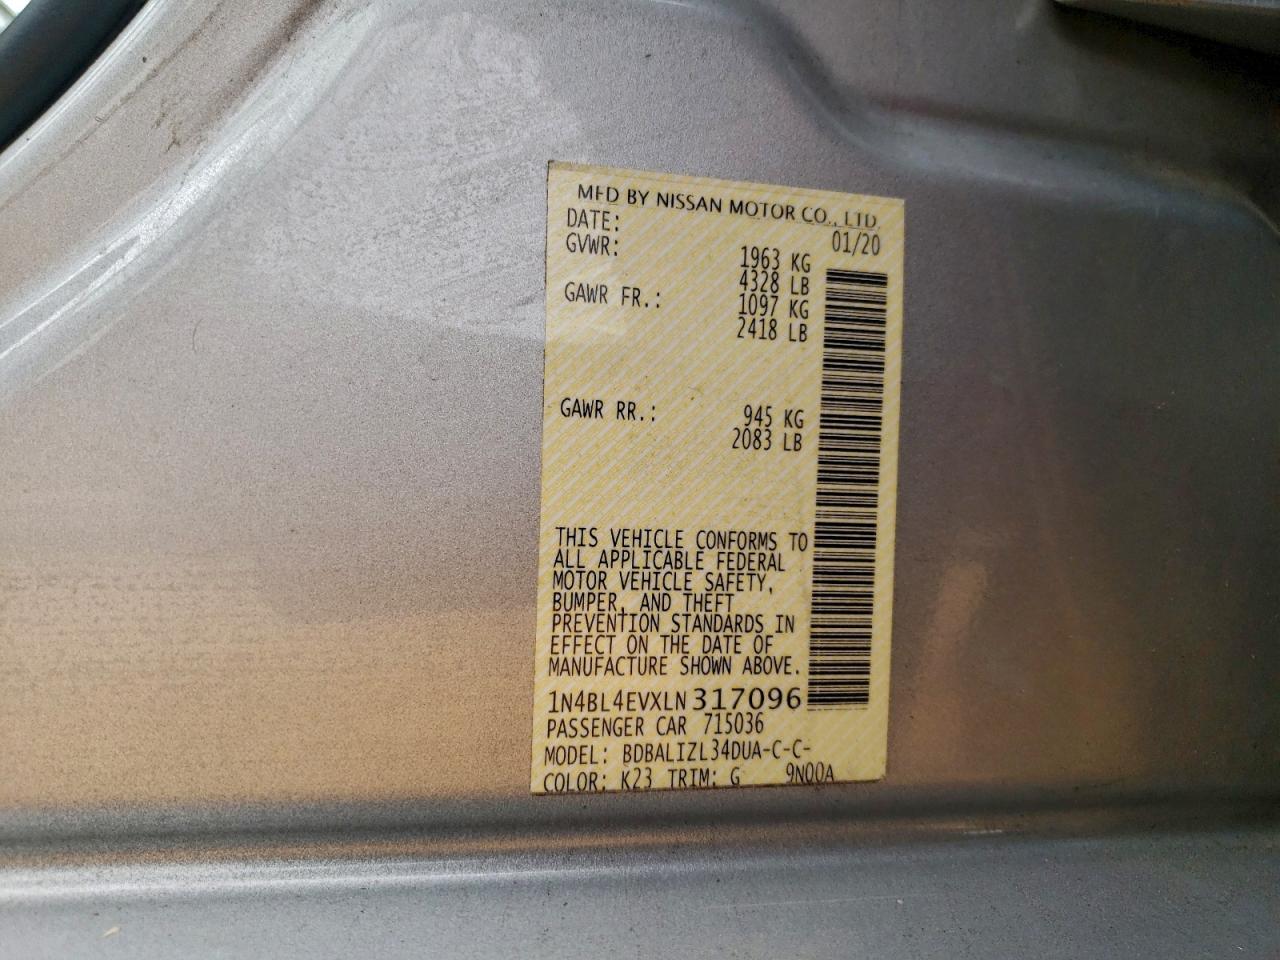 MFD BY NISSAN MOTOR CO., LTD.
DATE: 01/20
GVWR: 1963 KG
4328 LB
GAWR FR.: 1097 KG
2418 LB
GAWR RR.: 945 KG
2083 LB
THIS VEHICLE CONFORMS TO
ALL APPLICABLE FEDERAL
MOTOR VEHICLE SAFETY,
BUMPER, AND THEFT
PREVENTION STANDARDS IN
EFFECT ON THE DATE OF
MANUFACTURE SHOWN ABOVE.
1N4BL4EVXLN317096
PASSENGER CAR 715036
MODEL: BDBALIZL34DUA-C-C-
COLOR: K23 TRIM: G 9N00A